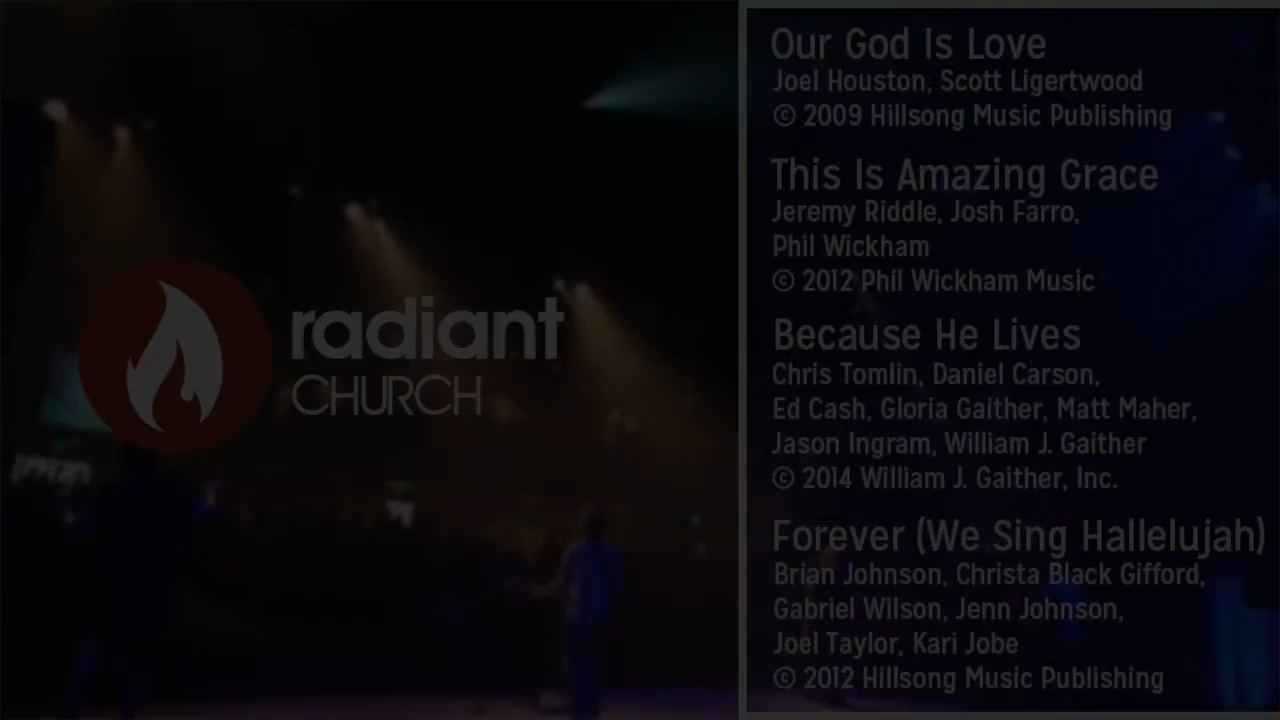 radiant
CHURCH
Our God Is Love
Joel Houston, Scott Ligertwood
© 2009 Hillsong Music Publishing
This Is Amazing Grace
Jeremy Riddle, Josh Farro,
Phil Wickham
© 2012 Phil Wickham Music
Because He Lives
Chris Tomlin, Daniel Carson,
Ed Cash, Gloria Gaither, Matt Maher,
Jason Ingram, William J. Gaither
© 2014 William J. Gaither, Inc.
Forever (We Sing Hallelujah)
Brian Johnson, Christa Black Gifford,
Gabriel Wilson, Jenn Johnson,
Joel Taylor, Kari Jobe
© 2012 Hillsong Music Publishing